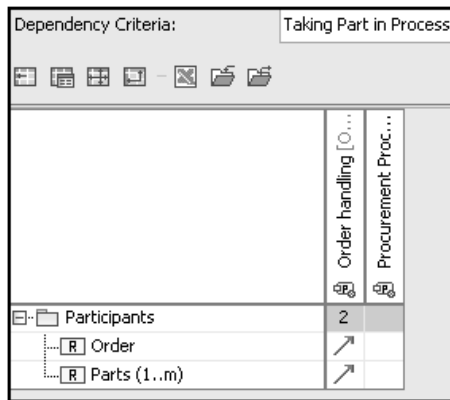 Dependency Criteria: Taking Part in Process
Order handling [O...
Procurement Proc...
Participants 2
R Order
R Parts (1..m)